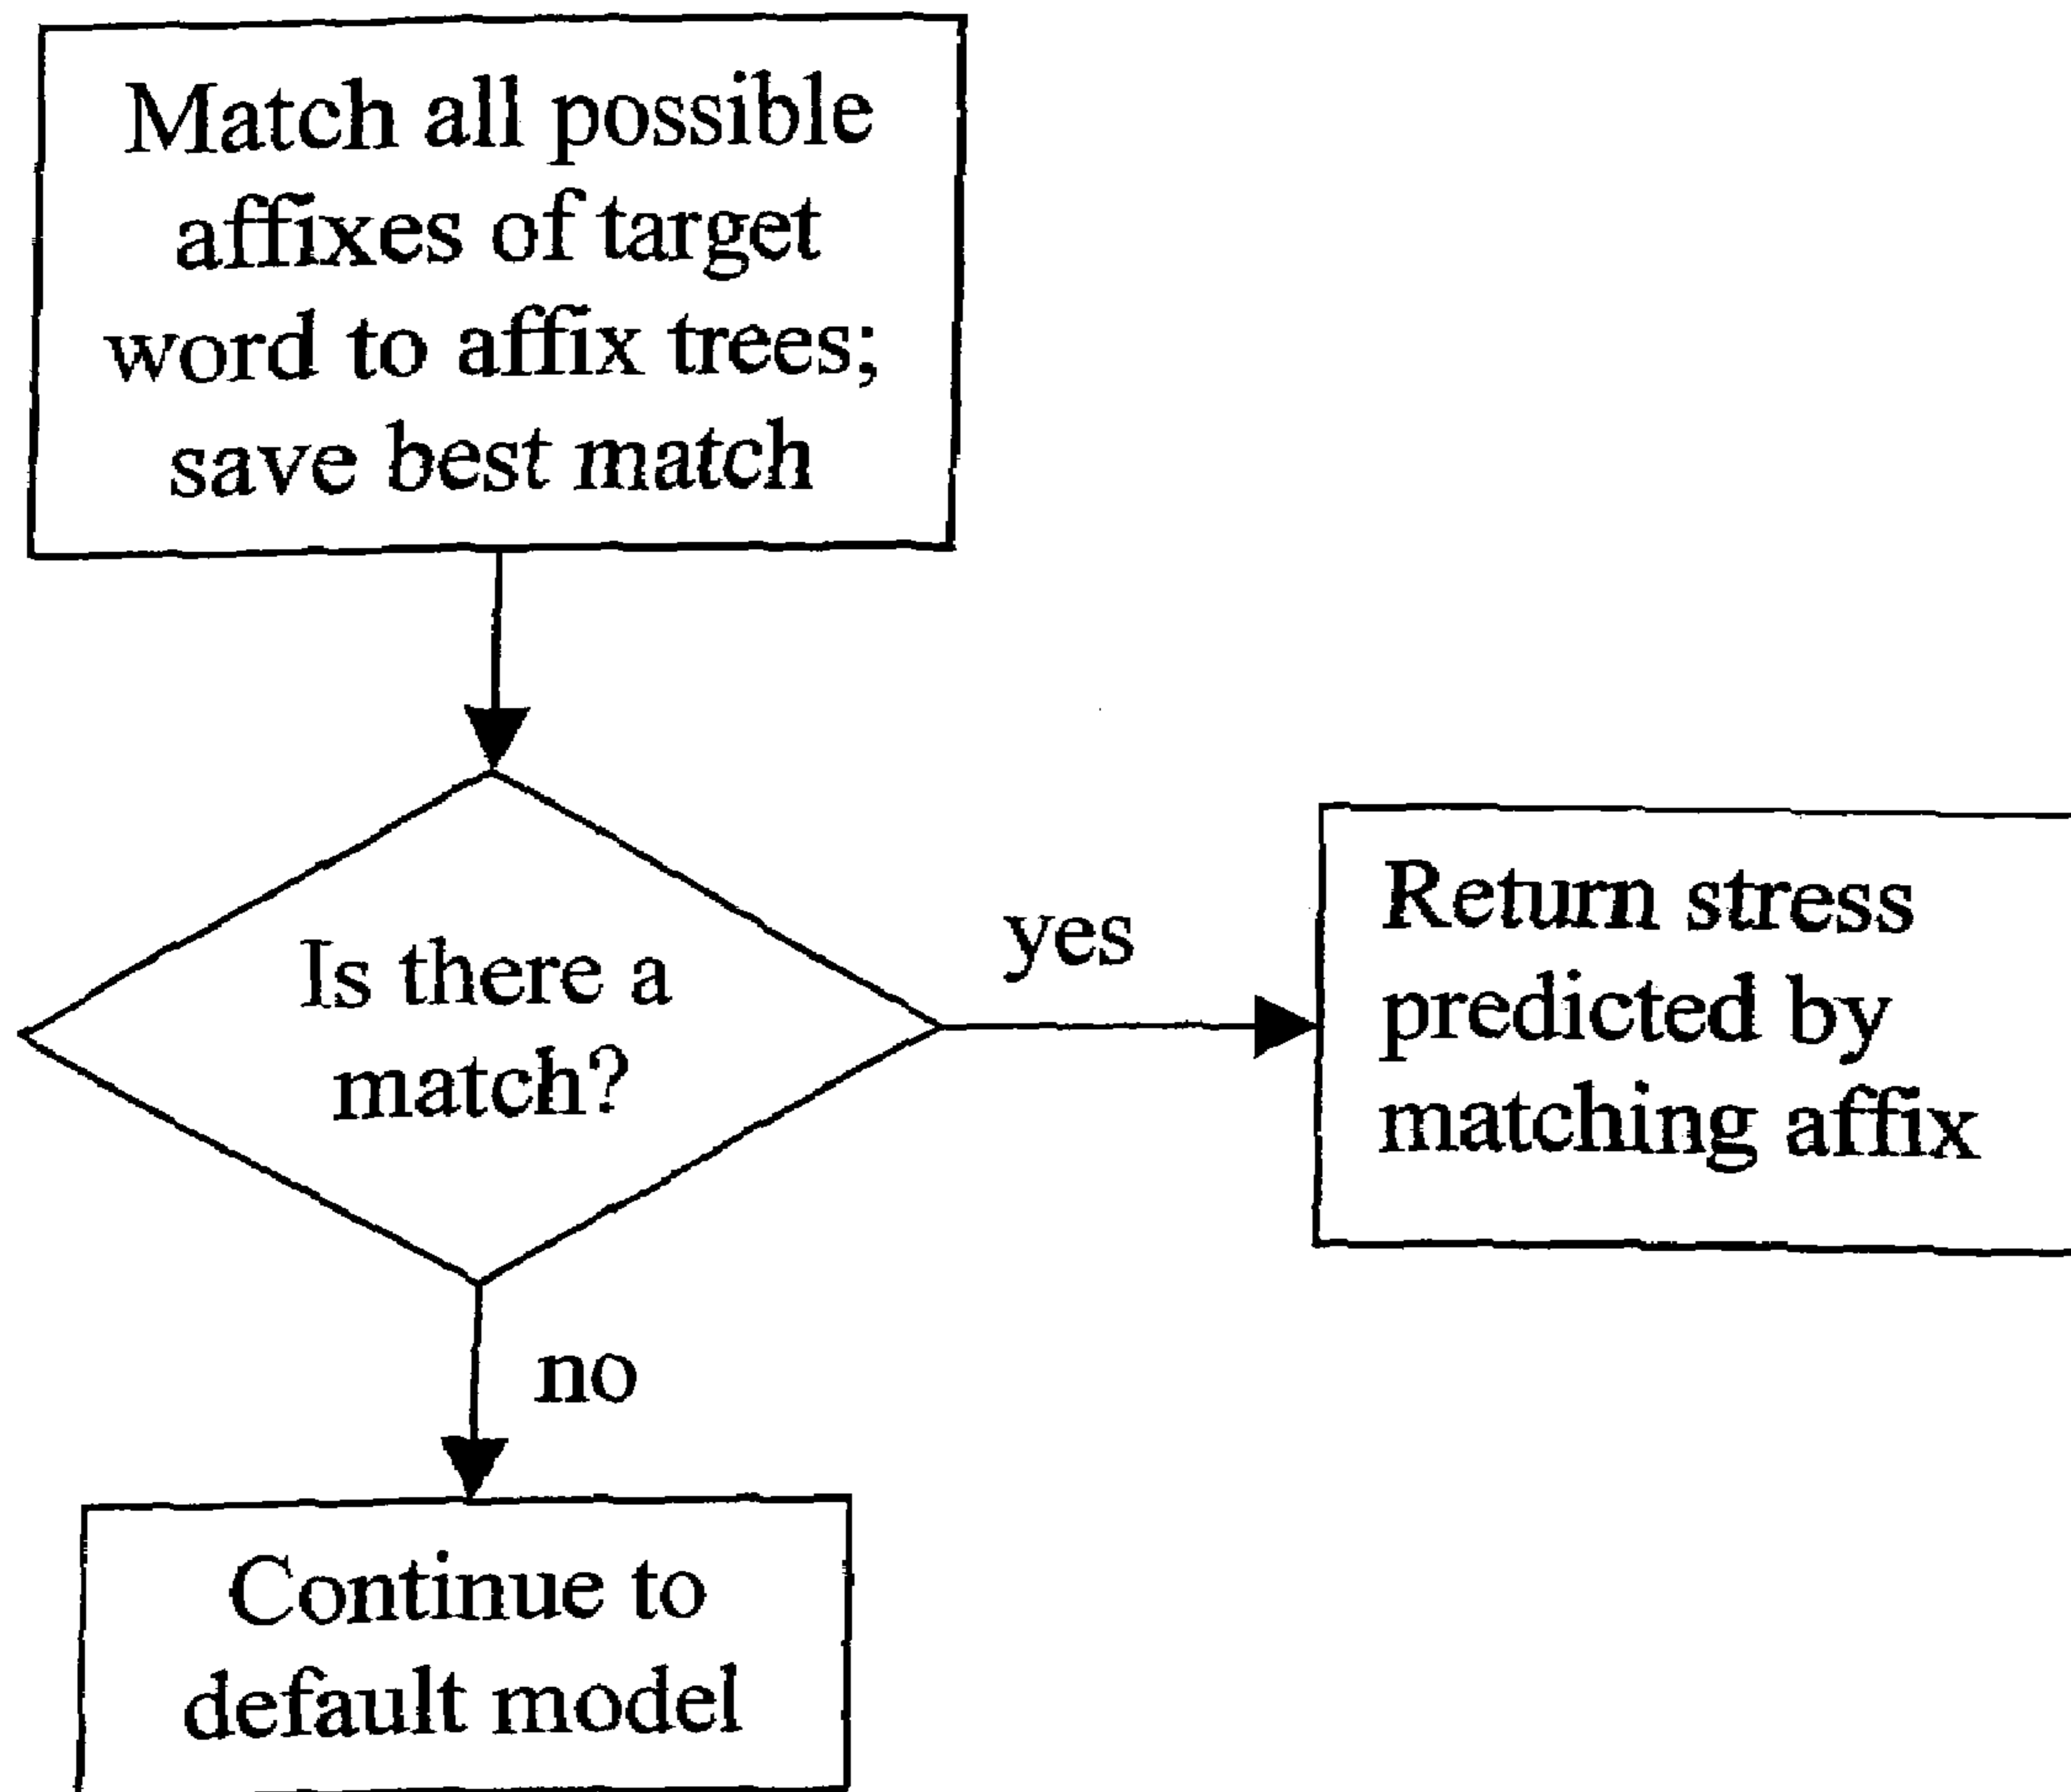 Match all possible
affixes of target
word to affix trees;
save best match
Is there a
match?
yes
Return stress
predicted by
matching affix
no
Continue to
default model